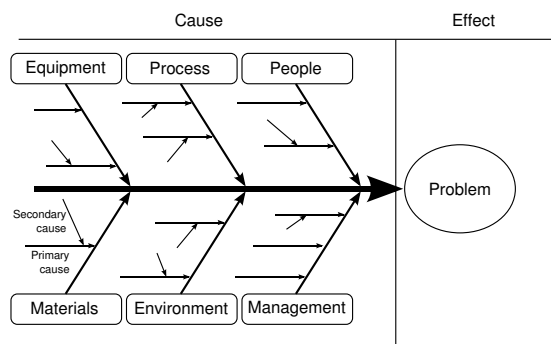 Cause
Effect
Equipment
Process
People
Problem
Secondary
cause
Primary
cause
Materials
Environment
Management